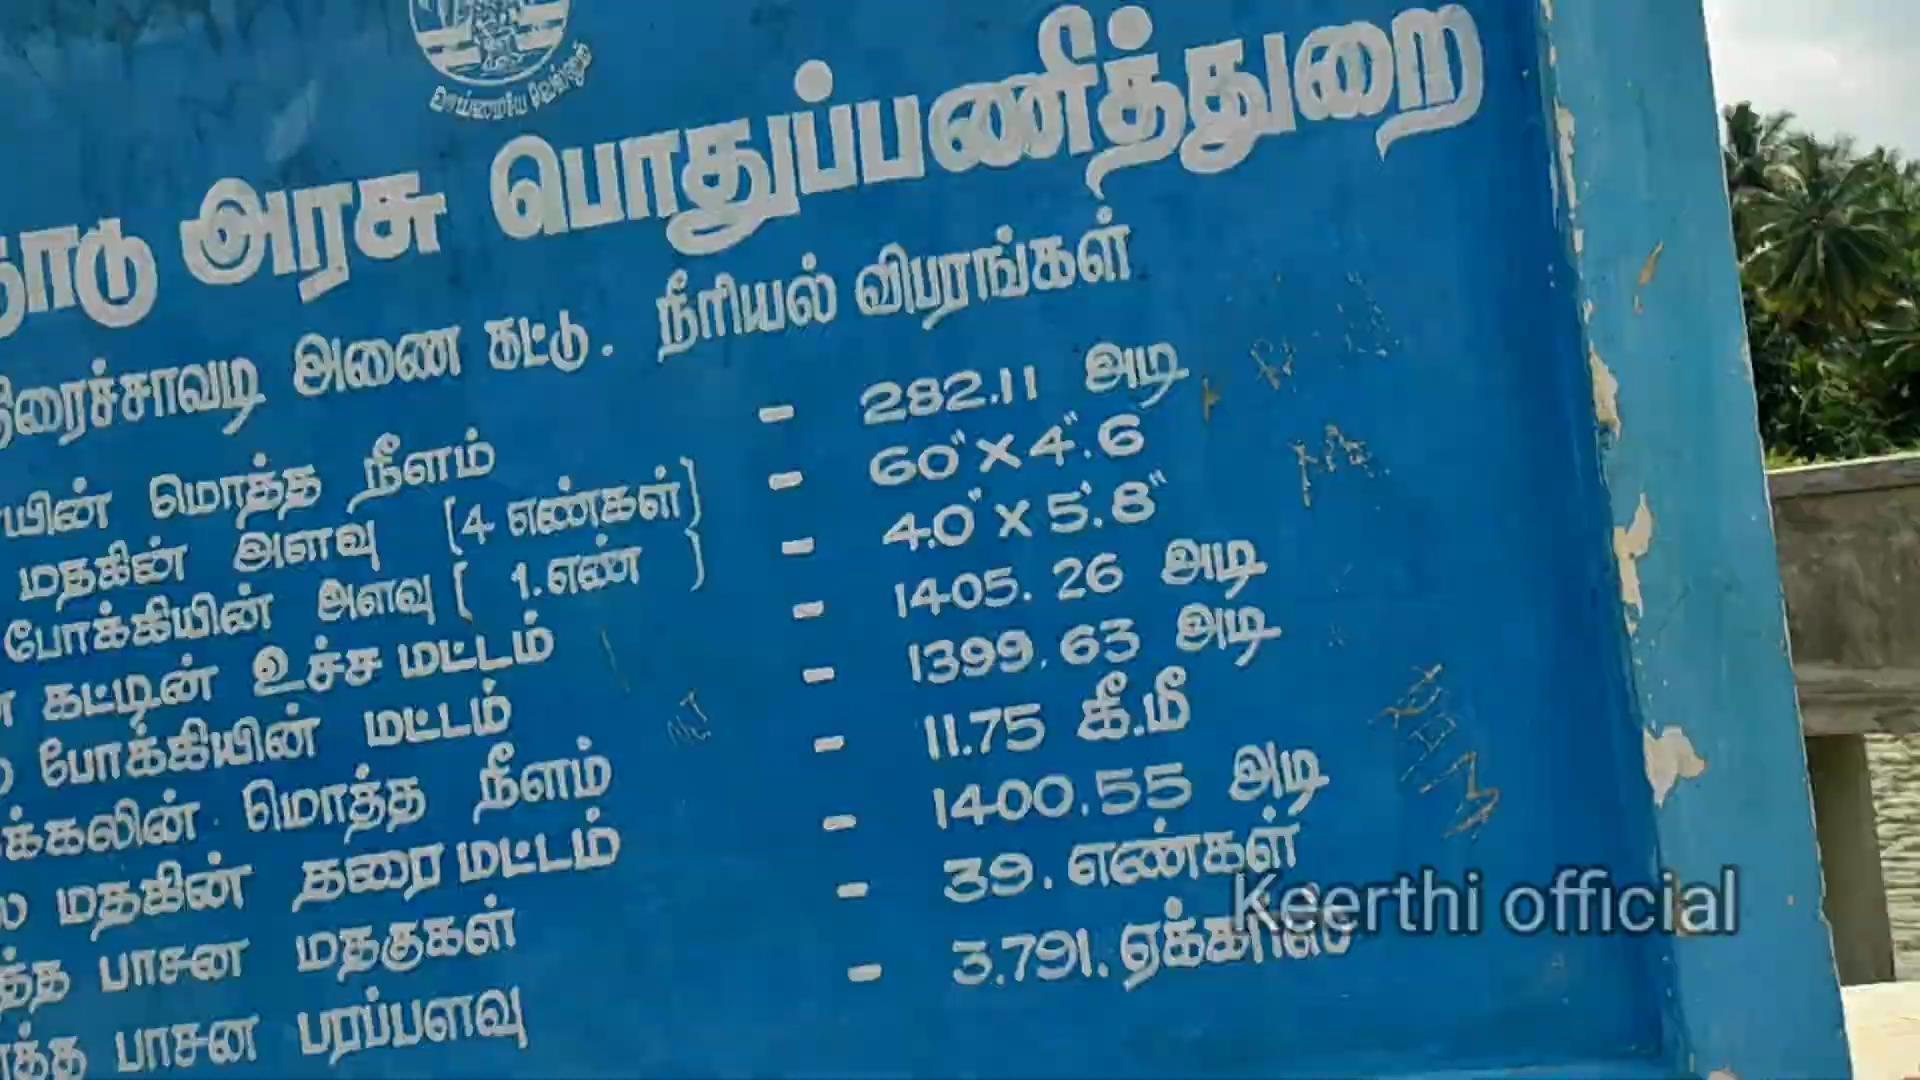 வாய்மையே வெல்லும்
நாடு அரசு பொதுப்பணித்துறை
அணை கட்டு. நீரியல் விபரங்கள்
மொத்த நீளம் - 282.11 அடி
மதகின் அளவு [4 எண்கள்] - 60"X4".6
போக்கியின் அளவு [ 1.எண் } - 4.0"X5'.8"
கட்டின் உச்ச மட்டம் - 1405.26 அடி
போக்கியின் மட்டம் - 1399.63 அடி
மொத்த நீளம் - 11.75 கீ.மீ
மதகின் தரை மட்டம் - 1400.55 அடி
பாசன மதகுகள் - 39.எண்கள்
பாசன பரப்பளவு - 3.791.ஏக்கர்ஸ்
Keerthi official